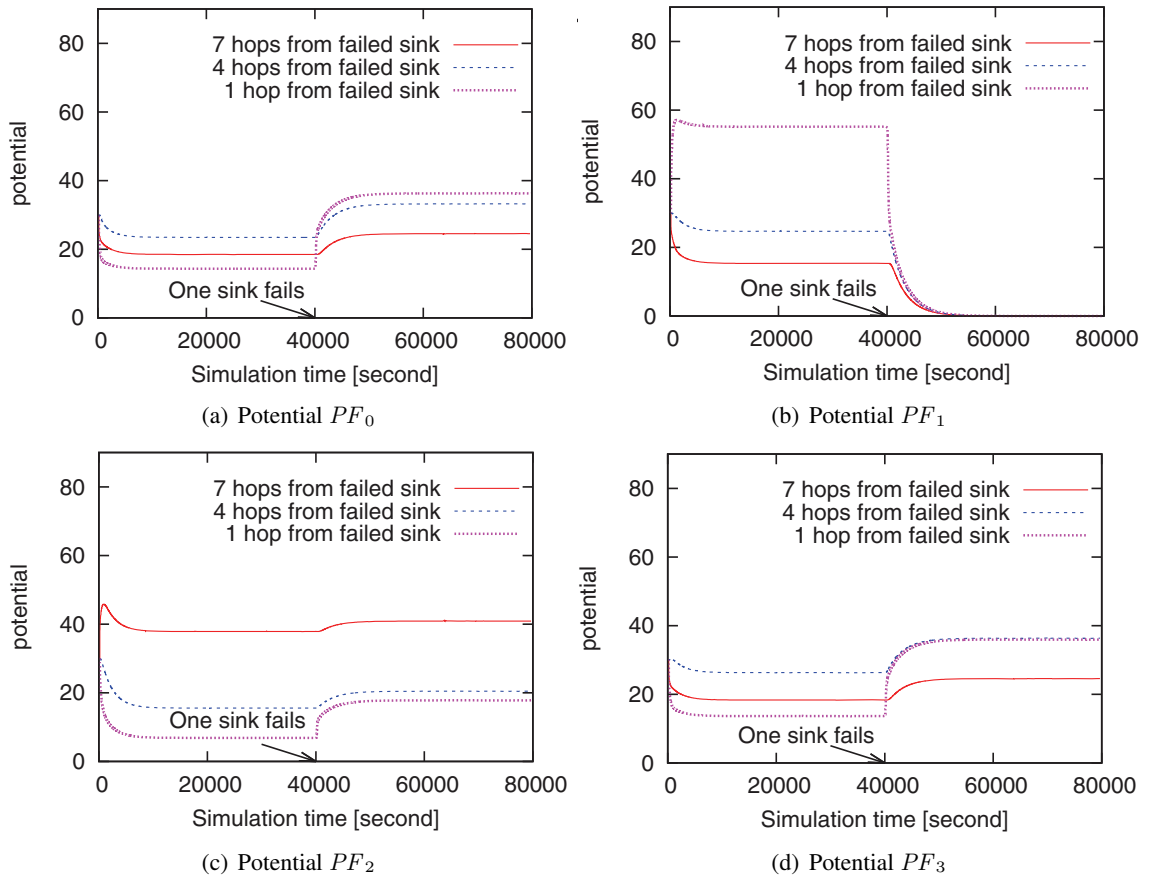 80
60
40
20
0
potential
7 hops from failed sink
4 hops from failed sink
1 hop from failed sink
One sink fails
0 20000 40000 60000 80000
Simulation time [second]
(a) Potential PF0
80
60
40
20
0
potential
7 hops from failed sink
4 hops from failed sink
1 hop from failed sink
One sink fails
0 20000 40000 60000 80000
Simulation time [second]
(b) Potential PF1
80
60
40
20
0
potential
7 hops from failed sink
4 hops from failed sink
1 hop from failed sink
One sink fails
0 20000 40000 60000 80000
Simulation time [second]
(c) Potential PF2
80
60
40
20
0
potential
7 hops from failed sink
4 hops from failed sink
1 hop from failed sink
One sink fails
0 20000 40000 60000 80000
Simulation time [second]
(d) Potential PF3